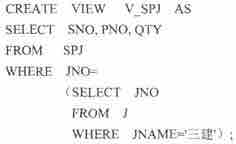 CREATE VIEW V_SPJ AS
SELECT SNO, PNO, QTY
FROM SPJ
WHERE JNO=
(SELECT JNO
FROM J
WHERE JNAME='三建');